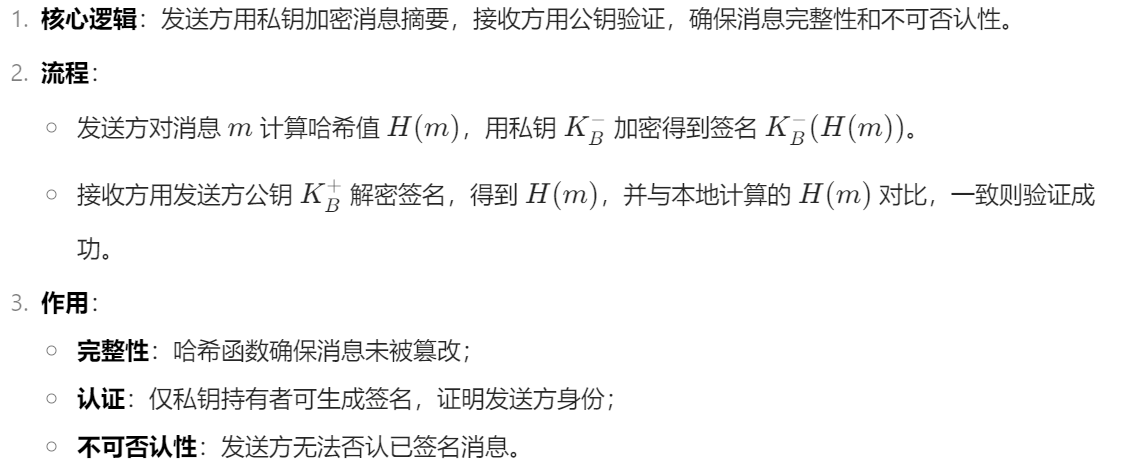 1. 核心逻辑：发送方用私钥加密消息摘要，接收方用公钥验证，确保消息完整性和不可否认性。
2. 流程：
○ 发送方对消息 m 计算哈希值 H(m)，用私钥 K_B^- 加密得到签名 K_B^-(H(m))。
○ 接收方用发送方公钥 K_B^+ 解密签名，得到 H(m)，并与本地计算的 H(m) 对比，一致则验证成
功。
3. 作用：
○ 完整性：哈希函数确保消息未被篡改；
○ 认证：仅私钥持有者可生成签名，证明发送方身份；
○ 不可否认性：发送方无法否认已签名消息。